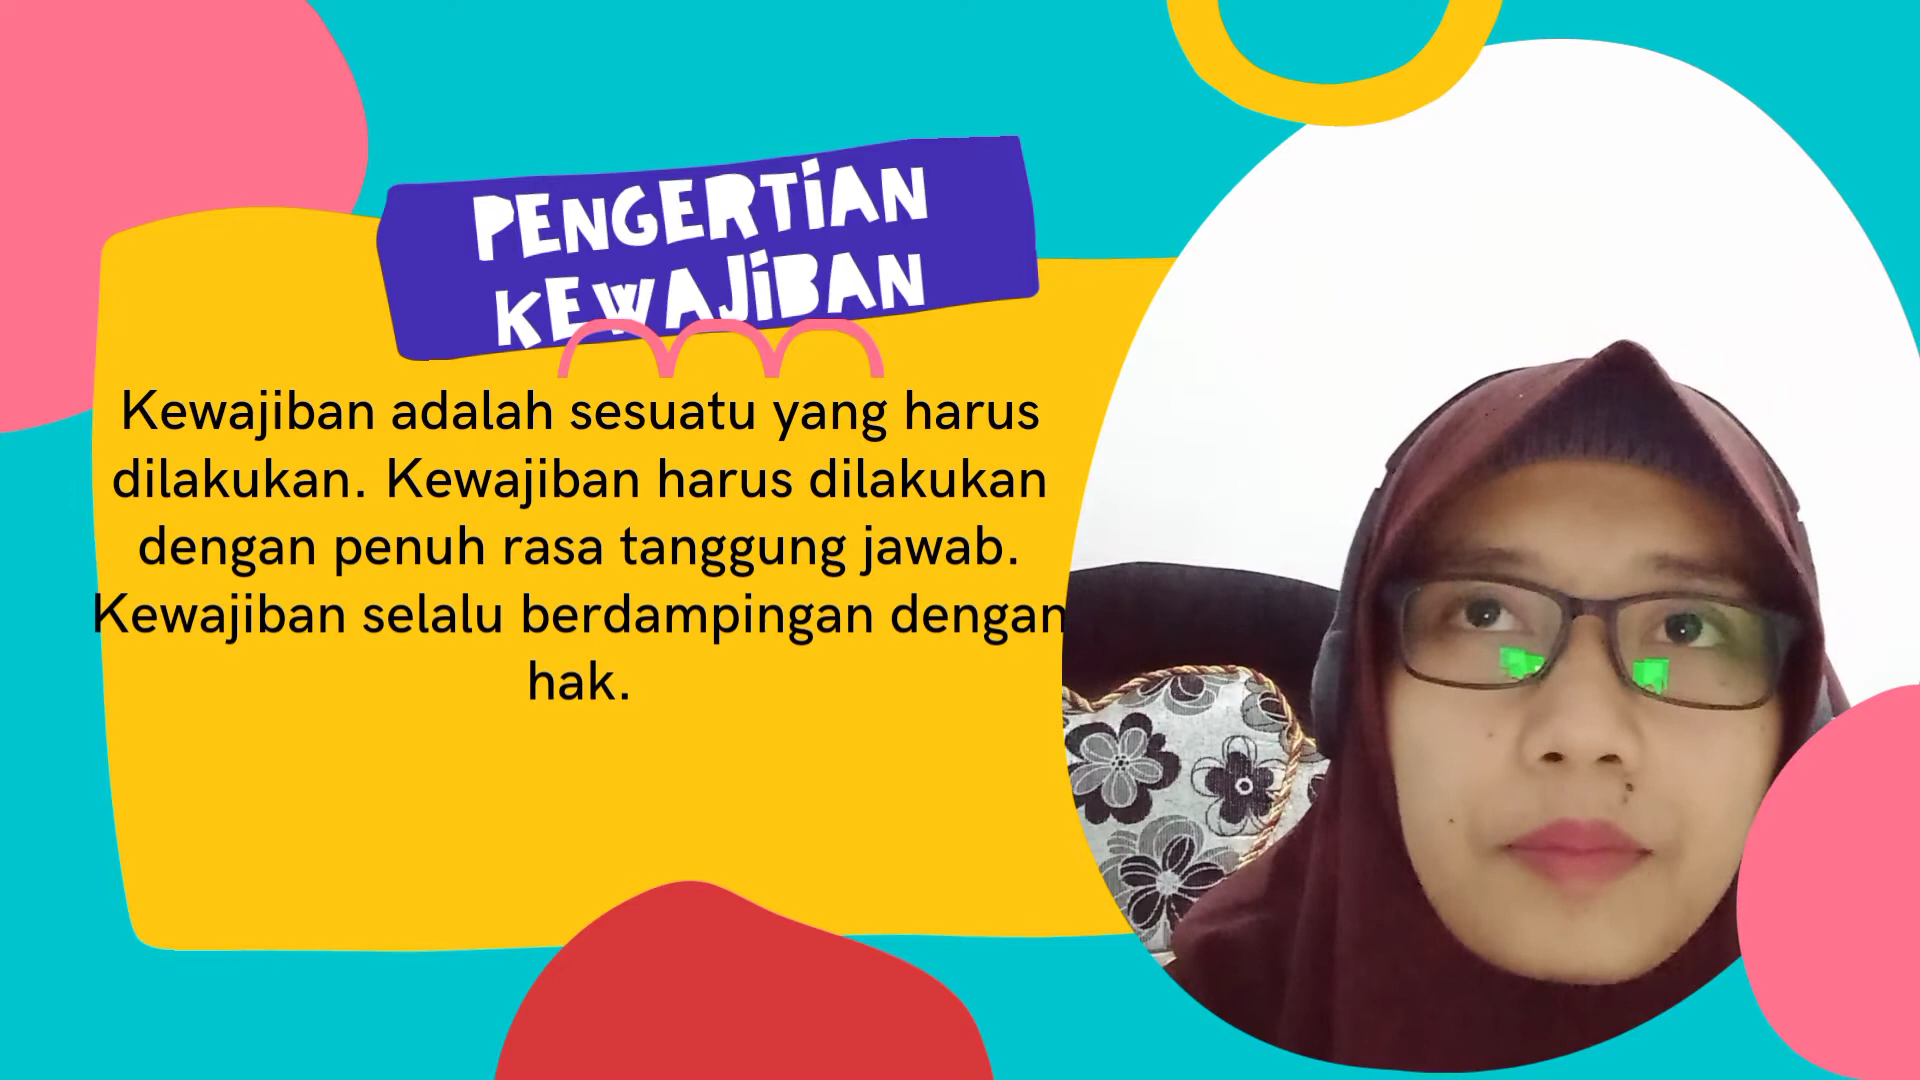 PENGERTIAN
KEWAJIBAN
Kewajiban adalah sesuatu yang harus
dilakukan. Kewajiban harus dilakukan
dengan penuh rasa tanggung jawab.
Kewajiban selalu berdampingan dengan
hak.